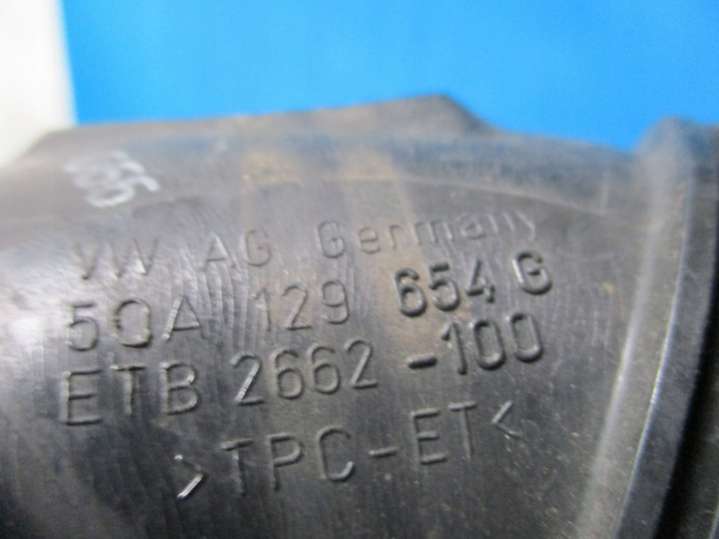 VW AG Germany
5QA 129 654 G
ETB 2662-100
>TPC-ET<